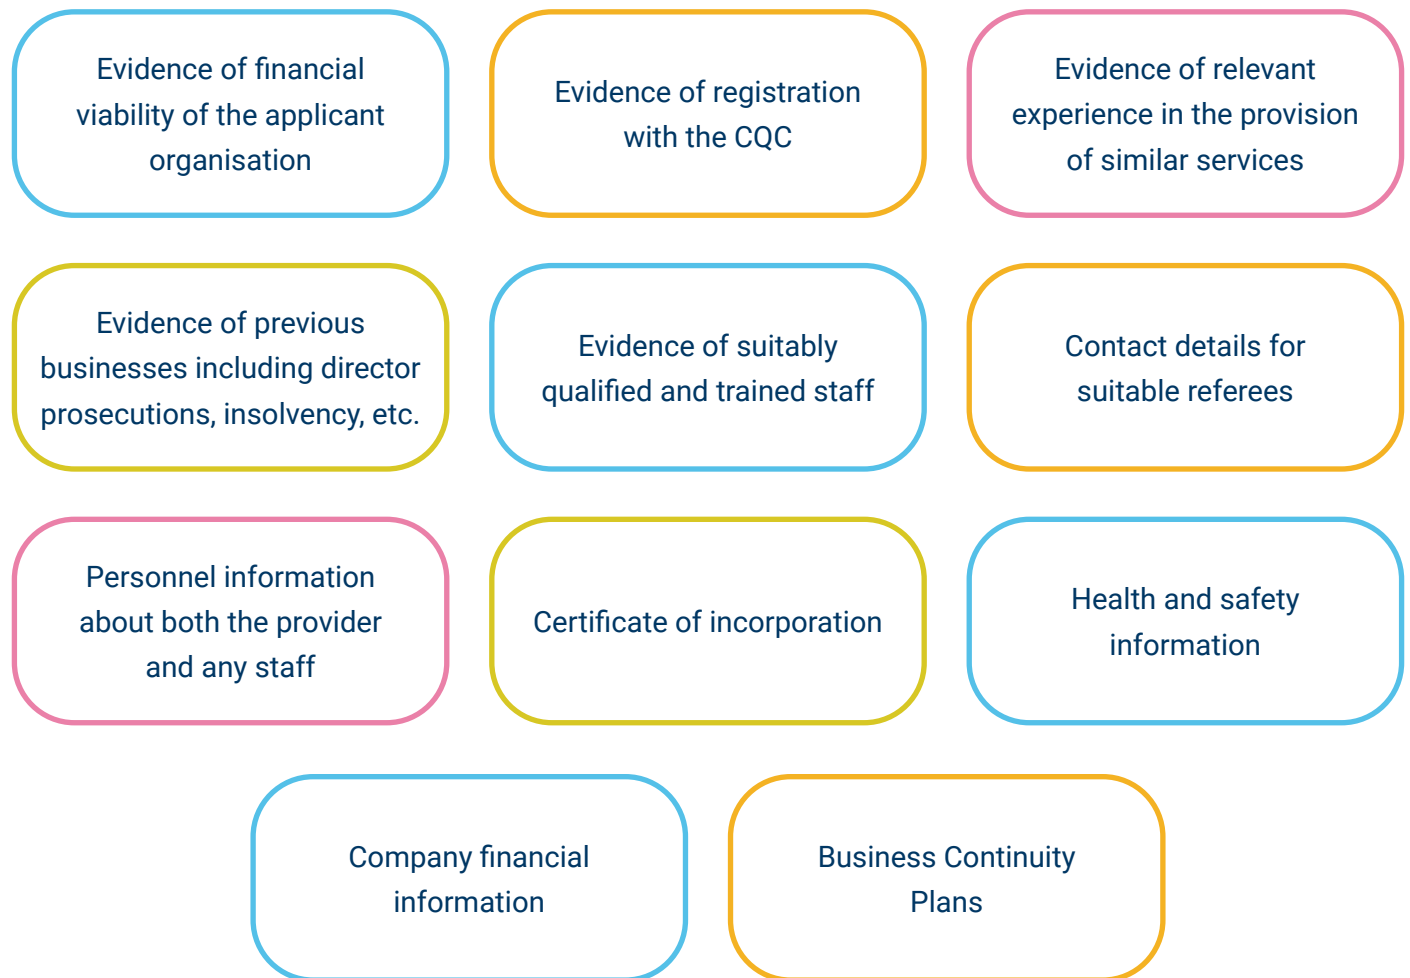 Evidence of financial
viability of the applicant
organisation
Evidence of registration
with the CQC
Evidence of relevant
experience in the provision
of similar services
Evidence of previous
businesses including director
prosecutions, insolvency, etc.
Evidence of suitably
qualified and trained staff
Contact details for
suitable referees
Personnel information
about both the provider
and any staff
Certificate of incorporation
Health and safety
information
Company financial
information
Business Continuity
Plans